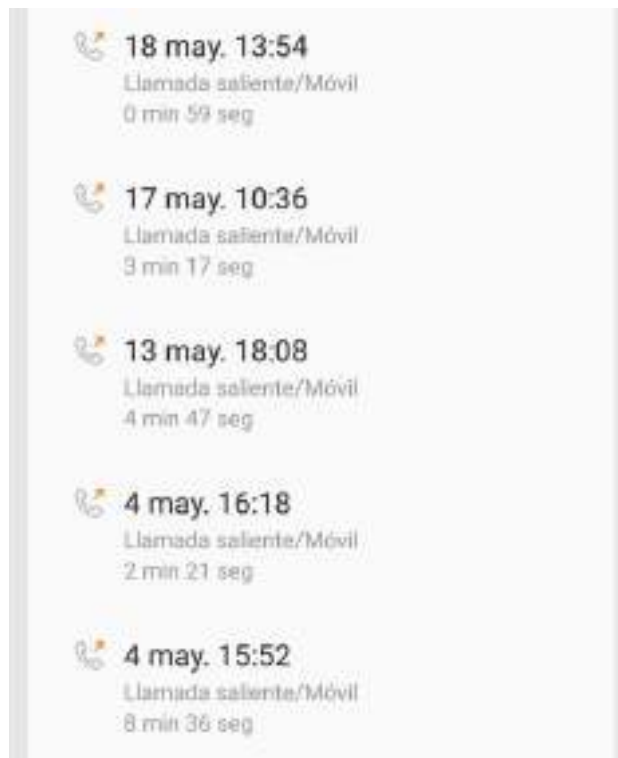 18 may. 13:54
Llamada saliente/Móvil
0 min 59 seg
17 may. 10:36
Llamada saliente/Móvil
3 min 17 seg
13 may. 18:08
Llamada saliente/Móvil
4 min 47 seg
4 may. 16:18
Llamada saliente/Móvil
2 min 21 seg
4 may. 15:52
Llamada saliente/Móvil
8 min 36 seg